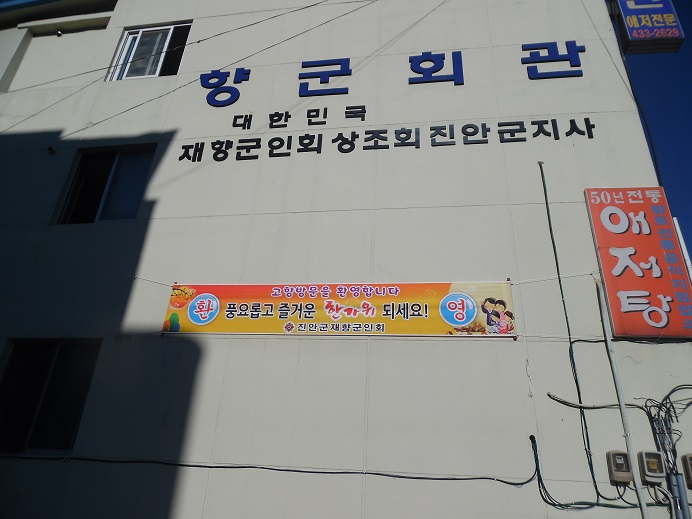 향군회관
대한민국
재향군인회상조회진안군지사
애저전문
433-2629
50년전통
애저탕
고향방문을 환영합니다
환 풍요롭고 즐거운 한가위 되세요! 영
진안군재향군인회